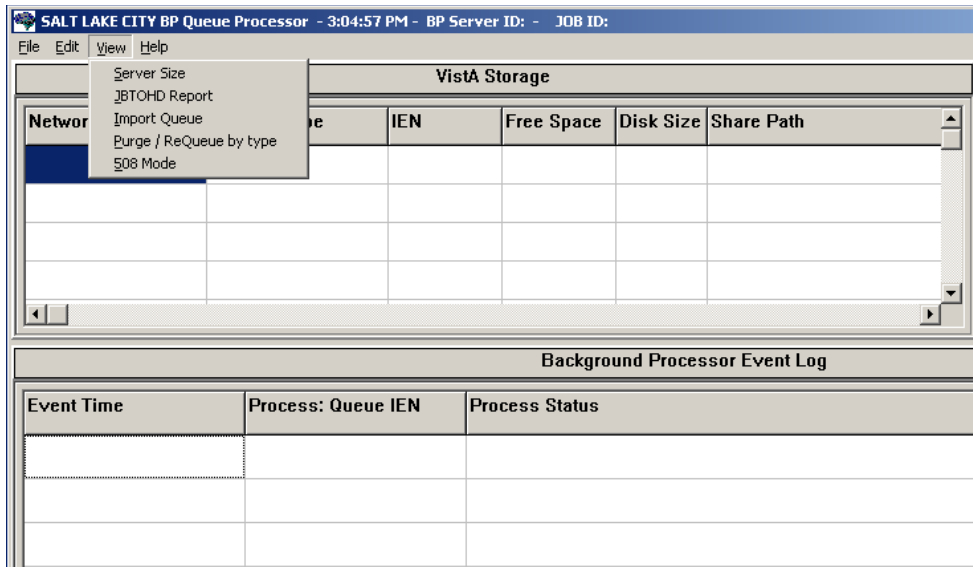 SALT LAKE CITY BP Queue Processor - 3:04:57 PM - BP Server ID: - JOB ID:
File Edit View Help
VistA Storage
Server Size
JBTOHD Report
Import Queue
Purge / ReQueue by type
508 Mode
IEN Free Space Disk Size Share Path
Background Processor Event Log
Event Time Process: Queue IEN Process Status